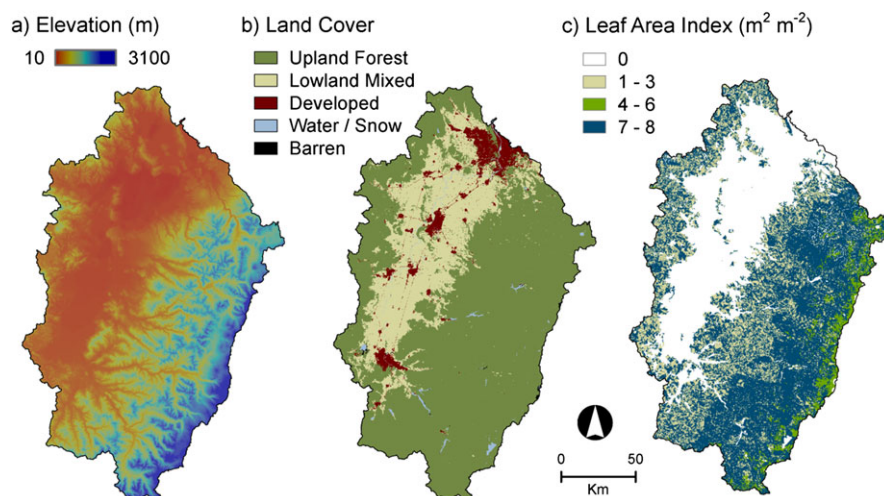 a) Elevation (m)
10 3100
b) Land Cover
Upland Forest
Lowland Mixed
Developed
Water / Snow
Barren
c) Leaf Area Index (m² m⁻²)
0
1 - 3
4 - 6
7 - 8
0 50
Km